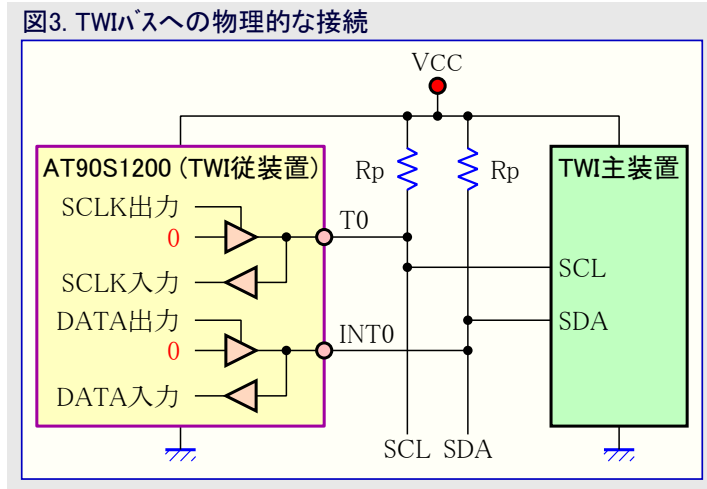 図3. TWIﾊﾞｽへの物理的な接続
VCC
AT90S1200 (TWI従装置)
Rp
Rp
TWI主装置
SCLK出力
0
T0
SCLK入力
SCL
DATA出力
SDA
0
INT0
DATA入力
SCL
SDA